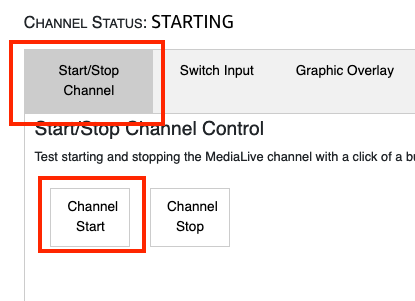 Channel Status: STARTING
Start/Stop
Channel
Switch Input
Graphic Overlay
Start/Stop Channel Control
Test starting and stopping the MediaLive channel with a click of a
Channel
Start
Channel
Stop